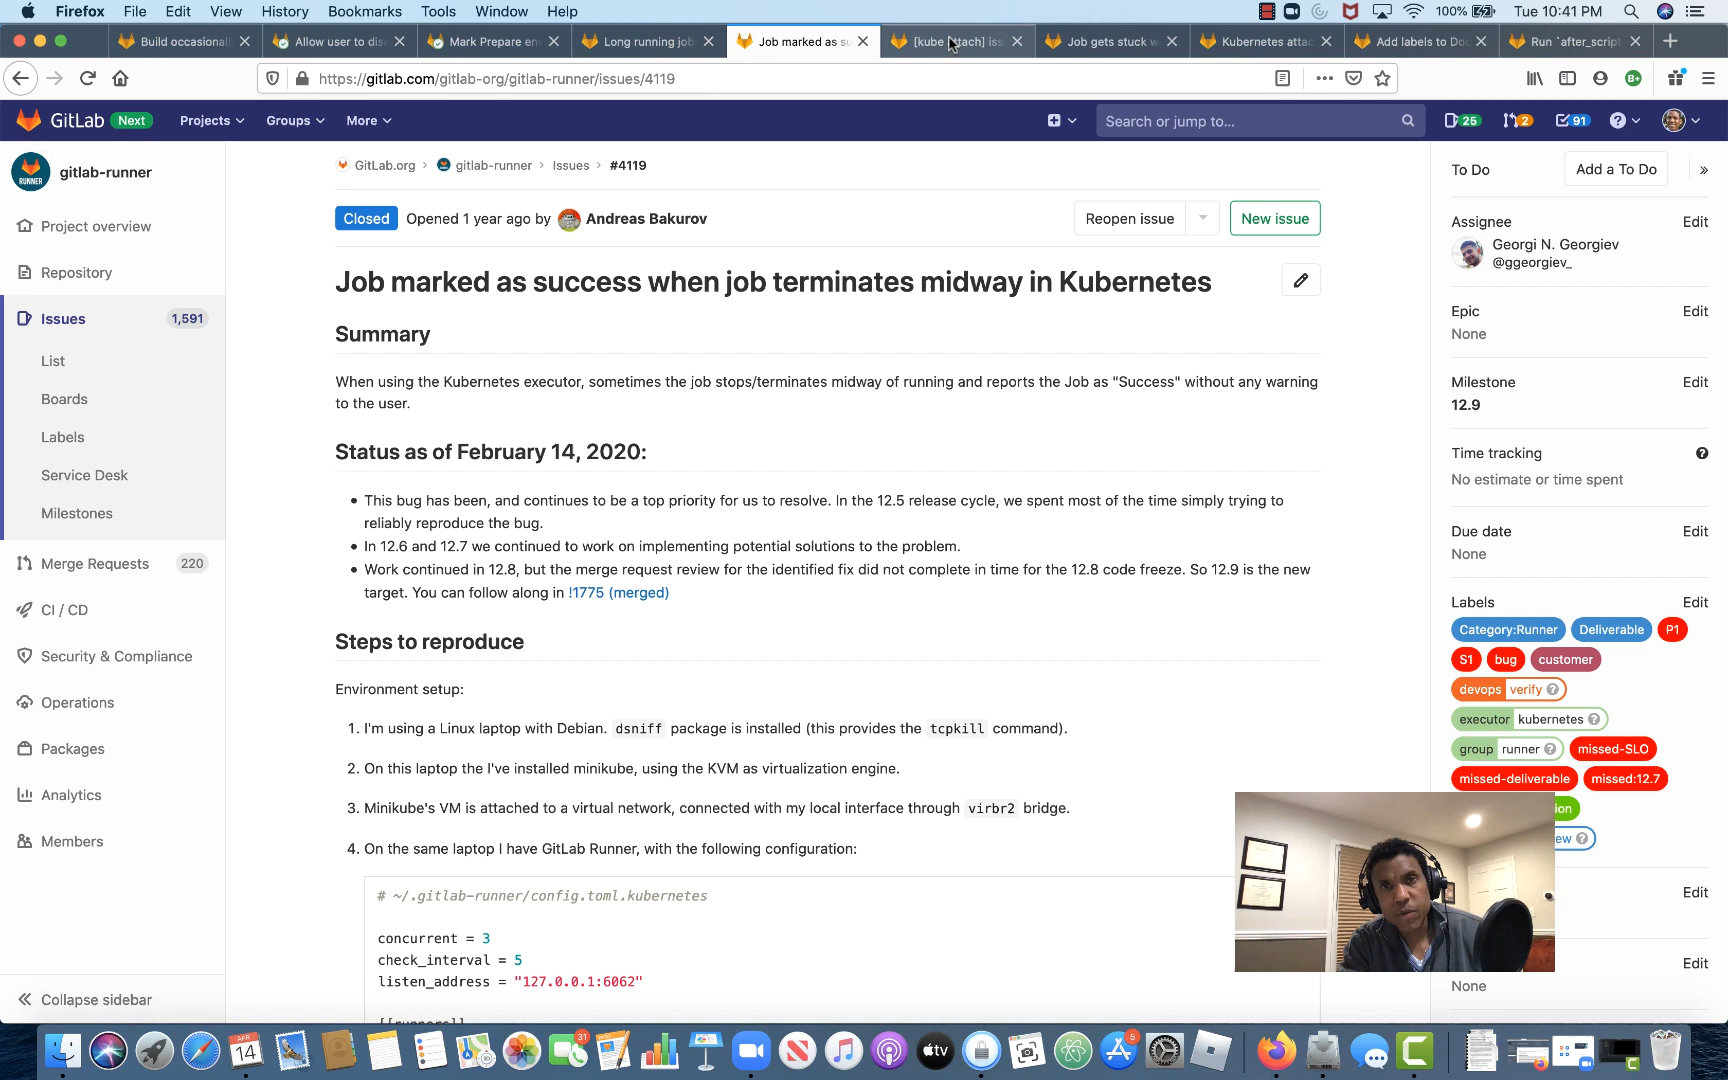 Firefox File Edit View History Bookmarks Tools Window Help 100% Tue 10:41 PM
Build occasional Allow user to dis Mark Prepare en Long running job Job marked as su [kube attach] iss Job gets stuck w Kubernetes attac Add labels to Doc Run `after_script
https://gitlab.com/gitlab-org/gitlab-runner/issues/4119
GitLab Next Projects Groups More Search or jump to... 25 2 91
RUNNER gitlab-runner
Project overview
Repository
Issues 1,591
List
Boards
Labels
Service Desk
Milestones
Merge Requests 220
CI / CD
Security & Compliance
Operations
Packages
Analytics
Members
Collapse sidebar
GitLab.org > gitlab-runner > Issues > #4119
Closed Opened 1 year ago by Andreas Bakurov Reopen issue New issue
Job marked as success when job terminates midway in Kubernetes
Summary
When using the Kubernetes executor, sometimes the job stops/terminates midway of running and reports the Job as "Success" without any warning
to the user.
Status as of February 14, 2020:
• This bug has been, and continues to be a top priority for us to resolve. In the 12.5 release cycle, we spent most of the time simply trying to
reliably reproduce the bug.
• In 12.6 and 12.7 we continued to work on implementing potential solutions to the problem.
• Work continued in 12.8, but the merge request review for the identified fix did not complete in time for the 12.8 code freeze. So 12.9 is the new
target. You can follow along in !1775 (merged)
Steps to reproduce
Environment setup:
1. I'm using a Linux laptop with Debian. dsniff package is installed (this provides the tcpkill command).
2. On this laptop the I've installed minikube, using the KVM as virtualization engine.
3. Minikube's VM is attached to a virtual network, connected with my local interface through virbr2 bridge.
4. On the same laptop I have GitLab Runner, with the following configuration:
# ~/.gitlab-runner/config.toml.kubernetes
concurrent = 3
check_interval = 5
listen_address = "127.0.0.1:6062"
[[runners]]
To Do Add a To Do »
Assignee Edit
Georgi N. Georgiev
@ggeorgiev_
Epic Edit
None
Milestone Edit
12.9
Time tracking
No estimate or time spent
Due date Edit
None
Labels Edit
Category:Runner Deliverable P1
S1 bug customer
devops verify
executor kubernetes
group runner missed-SLO
missed-deliverable missed:12.7
ion
ew
Edit
Edit
None
APR 14 31 tv 5